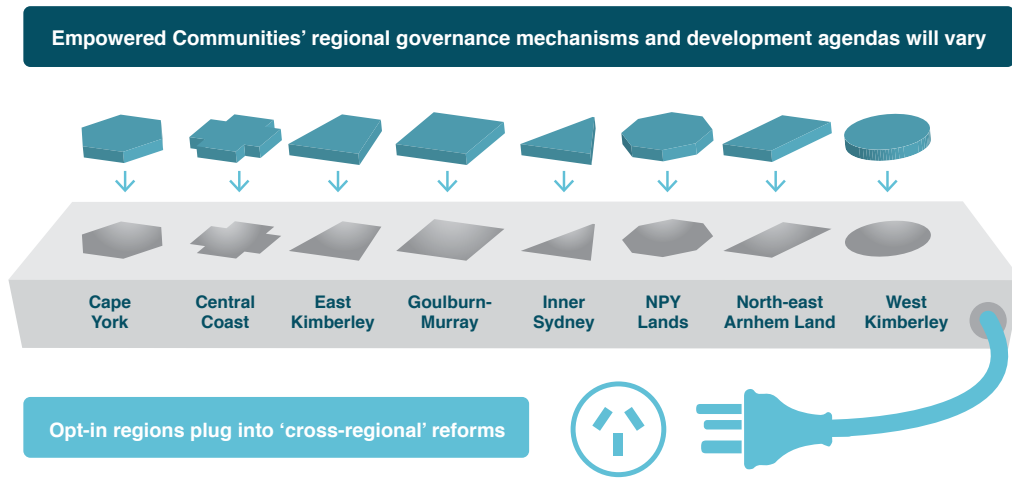 Empowered Communities’ regional governance mechanisms and development agendas will vary
Cape
York
Central
Coast
East
Kimberley
Goulburn-
Murray
Inner
Sydney
NPY
Lands
North-east
Arnhem Land
West
Kimberley
Opt-in regions plug into ‘cross-regional’ reforms